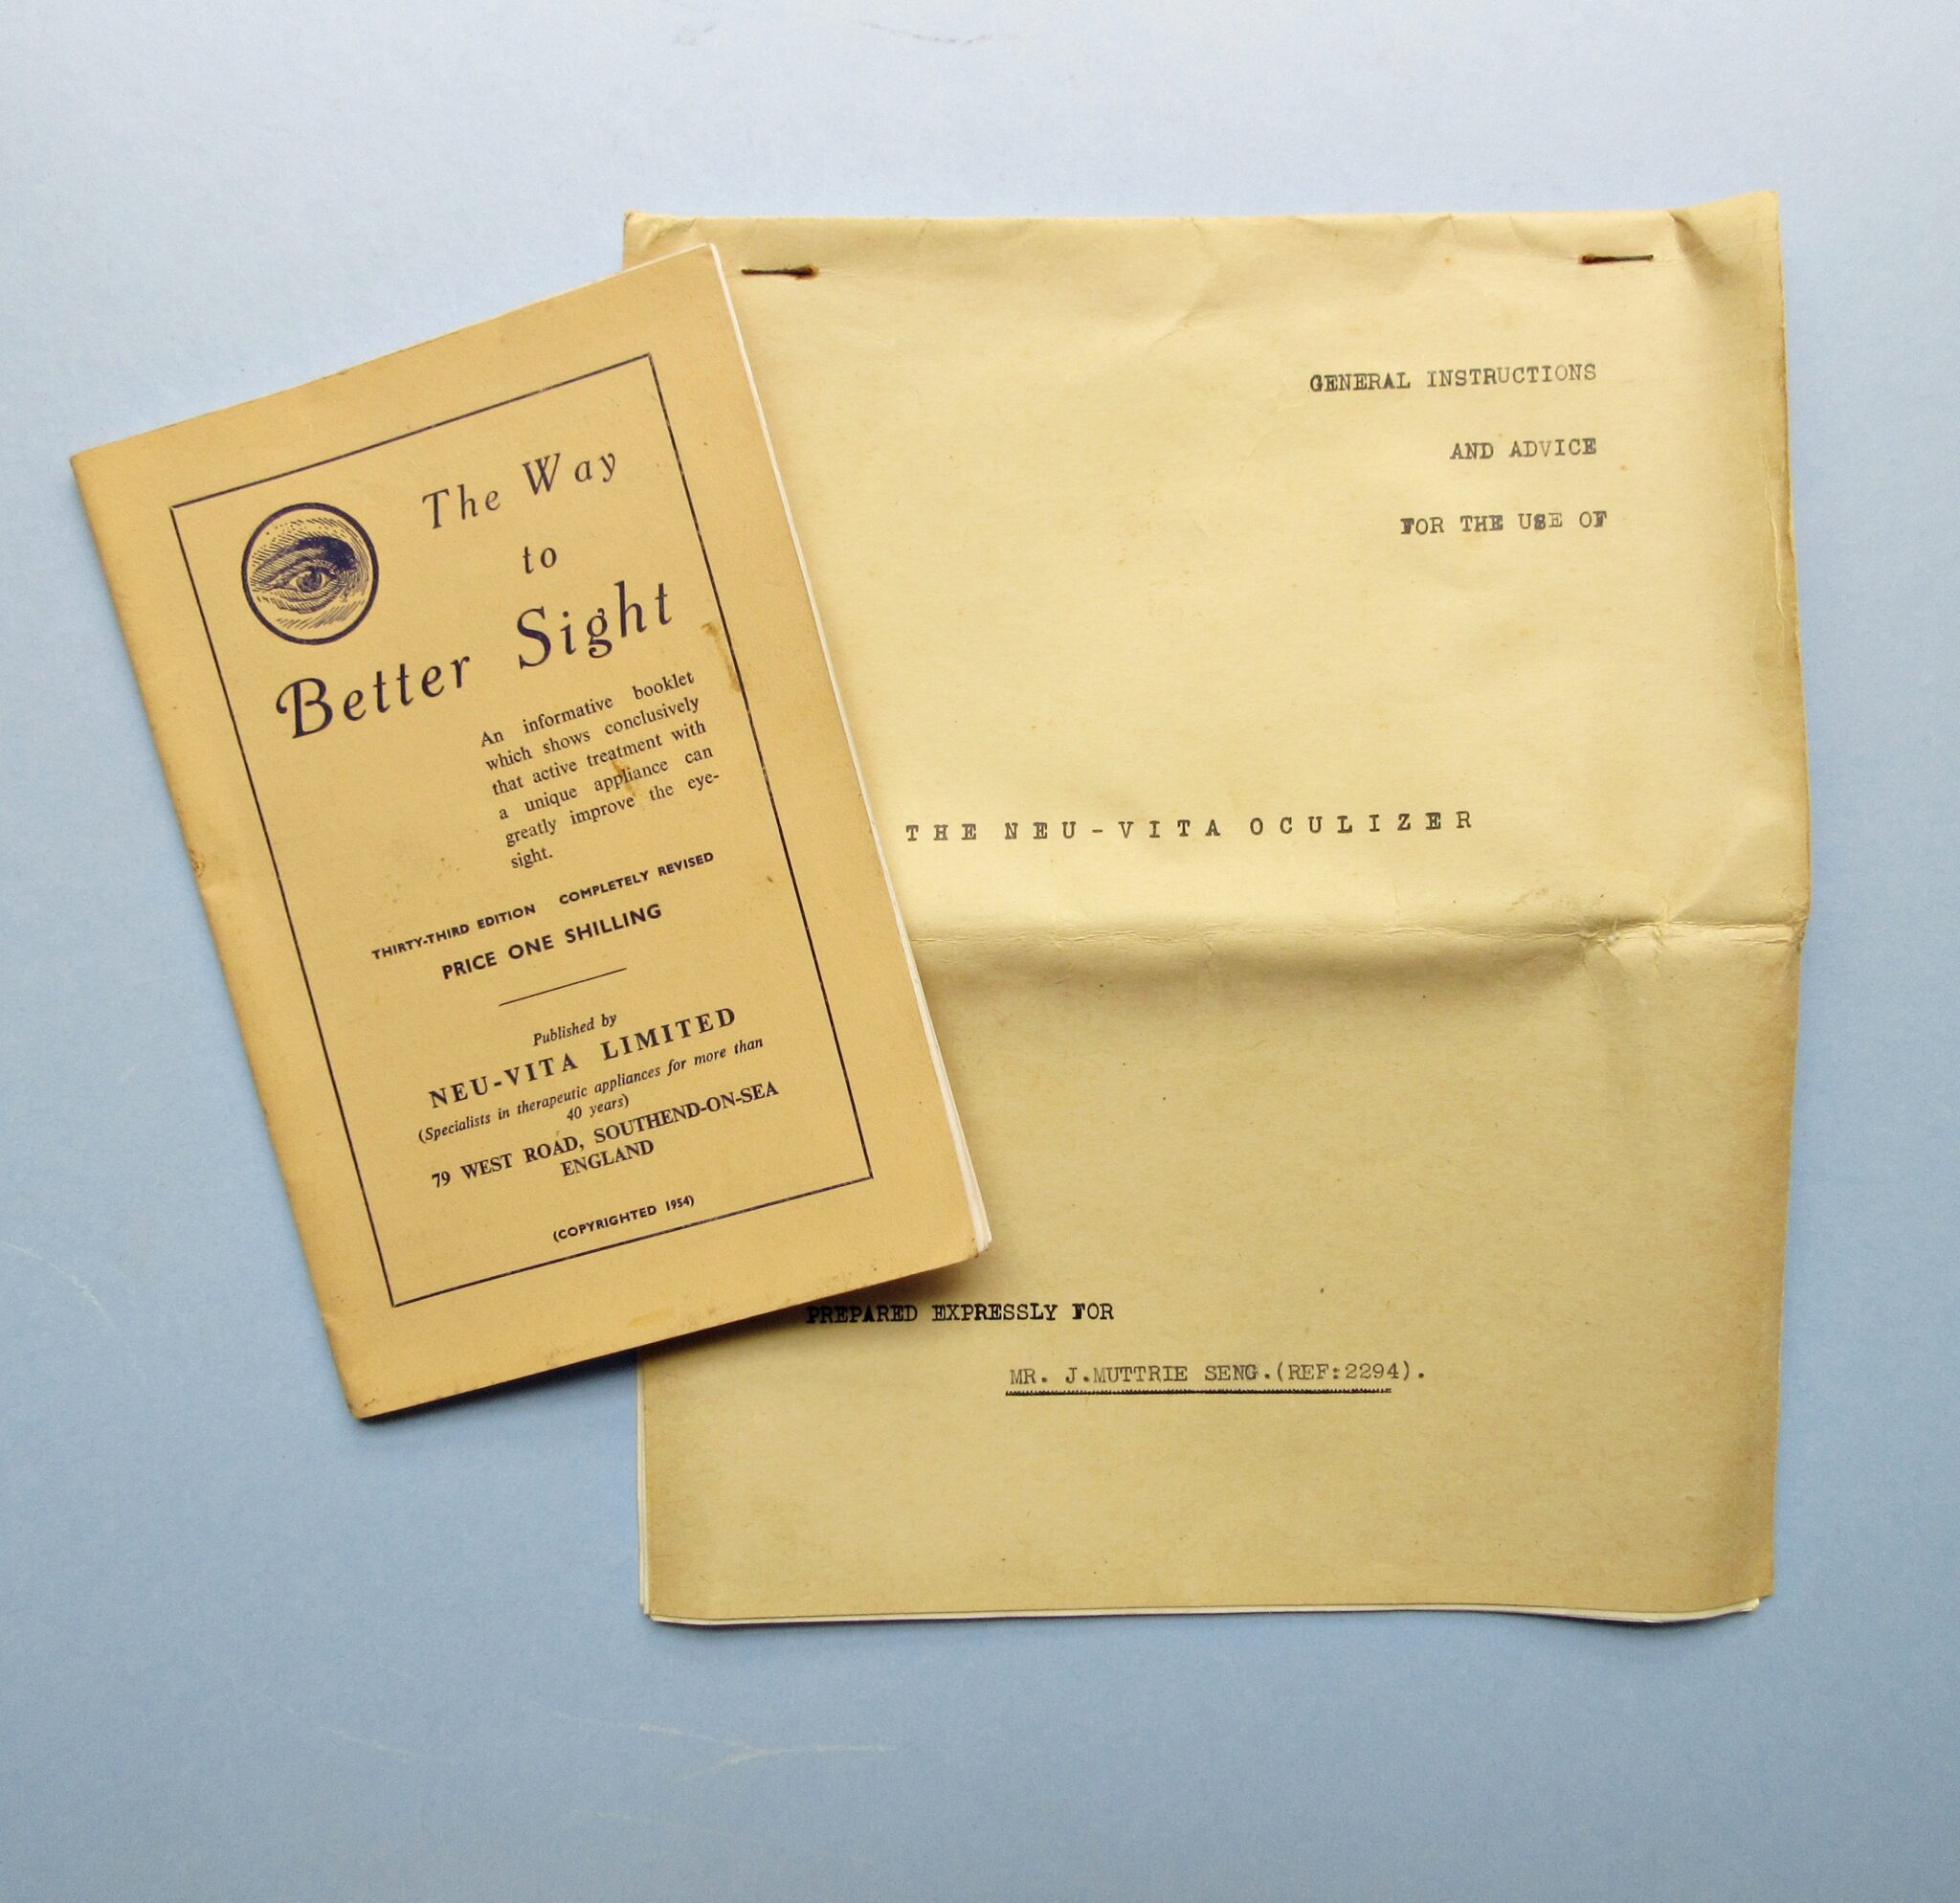 The Way
to
Better Sight
An informative booklet
which shows conclusively
that active treatment with
a unique appliance can
greatly improve the eye-
sight.
THIRTY-THIRD EDITION COMPLETELY REVISED
PRICE ONE SHILLING
Published by
NEU-VITA LIMITED
(Specialists in therapeutic appliances for more than
40 years)
79 WEST ROAD, SOUTHEND-ON-SEA
ENGLAND
(COPYRIGHTED 1954)
GENERAL INSTRUCTIONS
AND ADVICE
FOR THE USE OF
THE NEU-VITA OCULIZER
PREPARED EXPRESSLY FOR
MR. J.MUTTRIE SENG.(REF:2294).